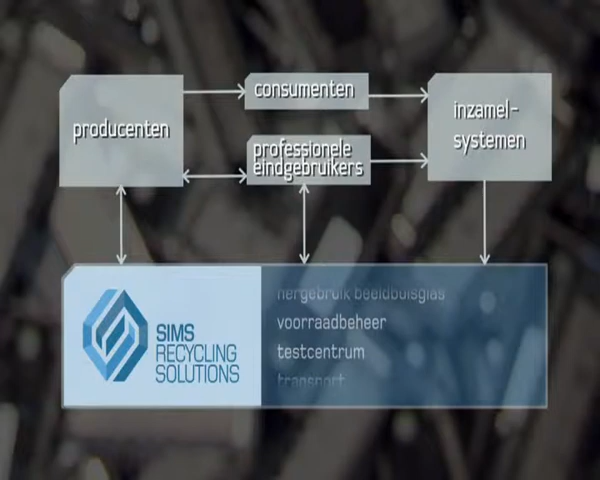 producenten
consumenten
professionele
eindgebruikers
inzamel-
systemen
SIMS
RECYCLING
SOLUTIONS
hergebruik beeldbuisglas
voorraadbeheer
testcentrum
transport